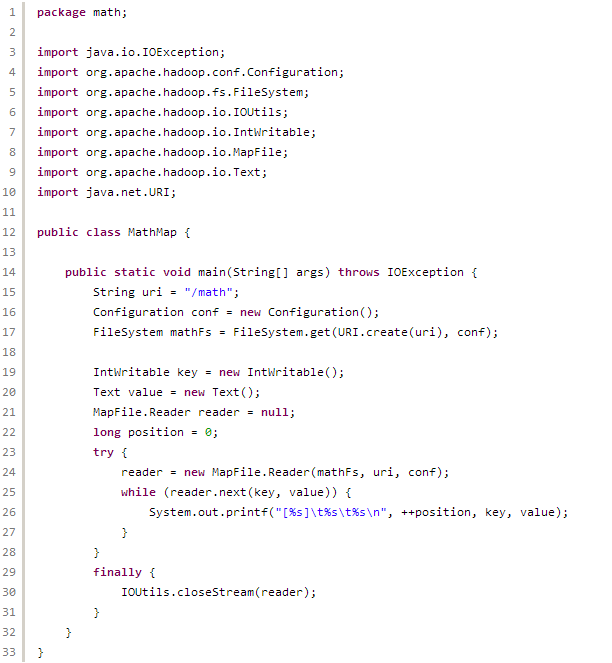 1 package math;
2
3 import java.io.IOException;
4 import org.apache.hadoop.conf.Configuration;
5 import org.apache.hadoop.fs.FileSystem;
6 import org.apache.hadoop.io.IOUtils;
7 import org.apache.hadoop.io.IntWritable;
8 import org.apache.hadoop.io.MapFile;
9 import org.apache.hadoop.io.Text;
10 import java.net.URI;
11
12 public class MathMap {
13
14     public static void main(String[] args) throws IOException {
15         String uri = "/math";
16         Configuration conf = new Configuration();
17         FileSystem mathFs = FileSystem.get(URI.create(uri), conf);
18
19         IntWritable key = new IntWritable();
20         Text value = new Text();
21         MapFile.Reader reader = null;
22         long position = 0;
23         try {
24             reader = new MapFile.Reader(mathFs, uri, conf);
25             while (reader.next(key, value)) {
26                 System.out.printf("[%s]\t%s\t%s\n", ++position, key, value);
27             }
28         }
29         finally {
30             IOUtils.closeStream(reader);
31         }
32     }
33 }